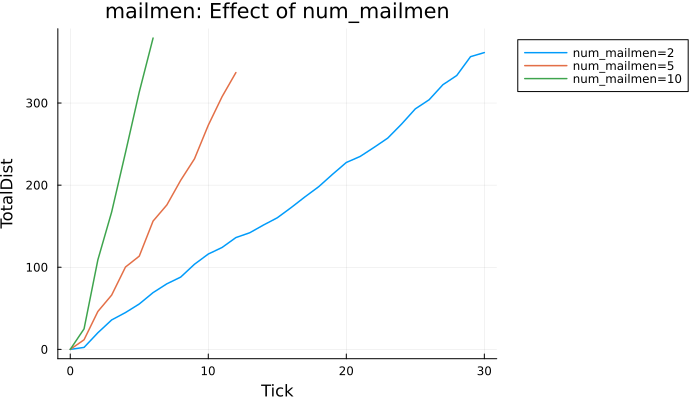 mailmen: Effect of num_mailmen
num_mailmen=2
num_mailmen=5
num_mailmen=10
TotalDist
300
200
100
0
0 10 20 30
Tick